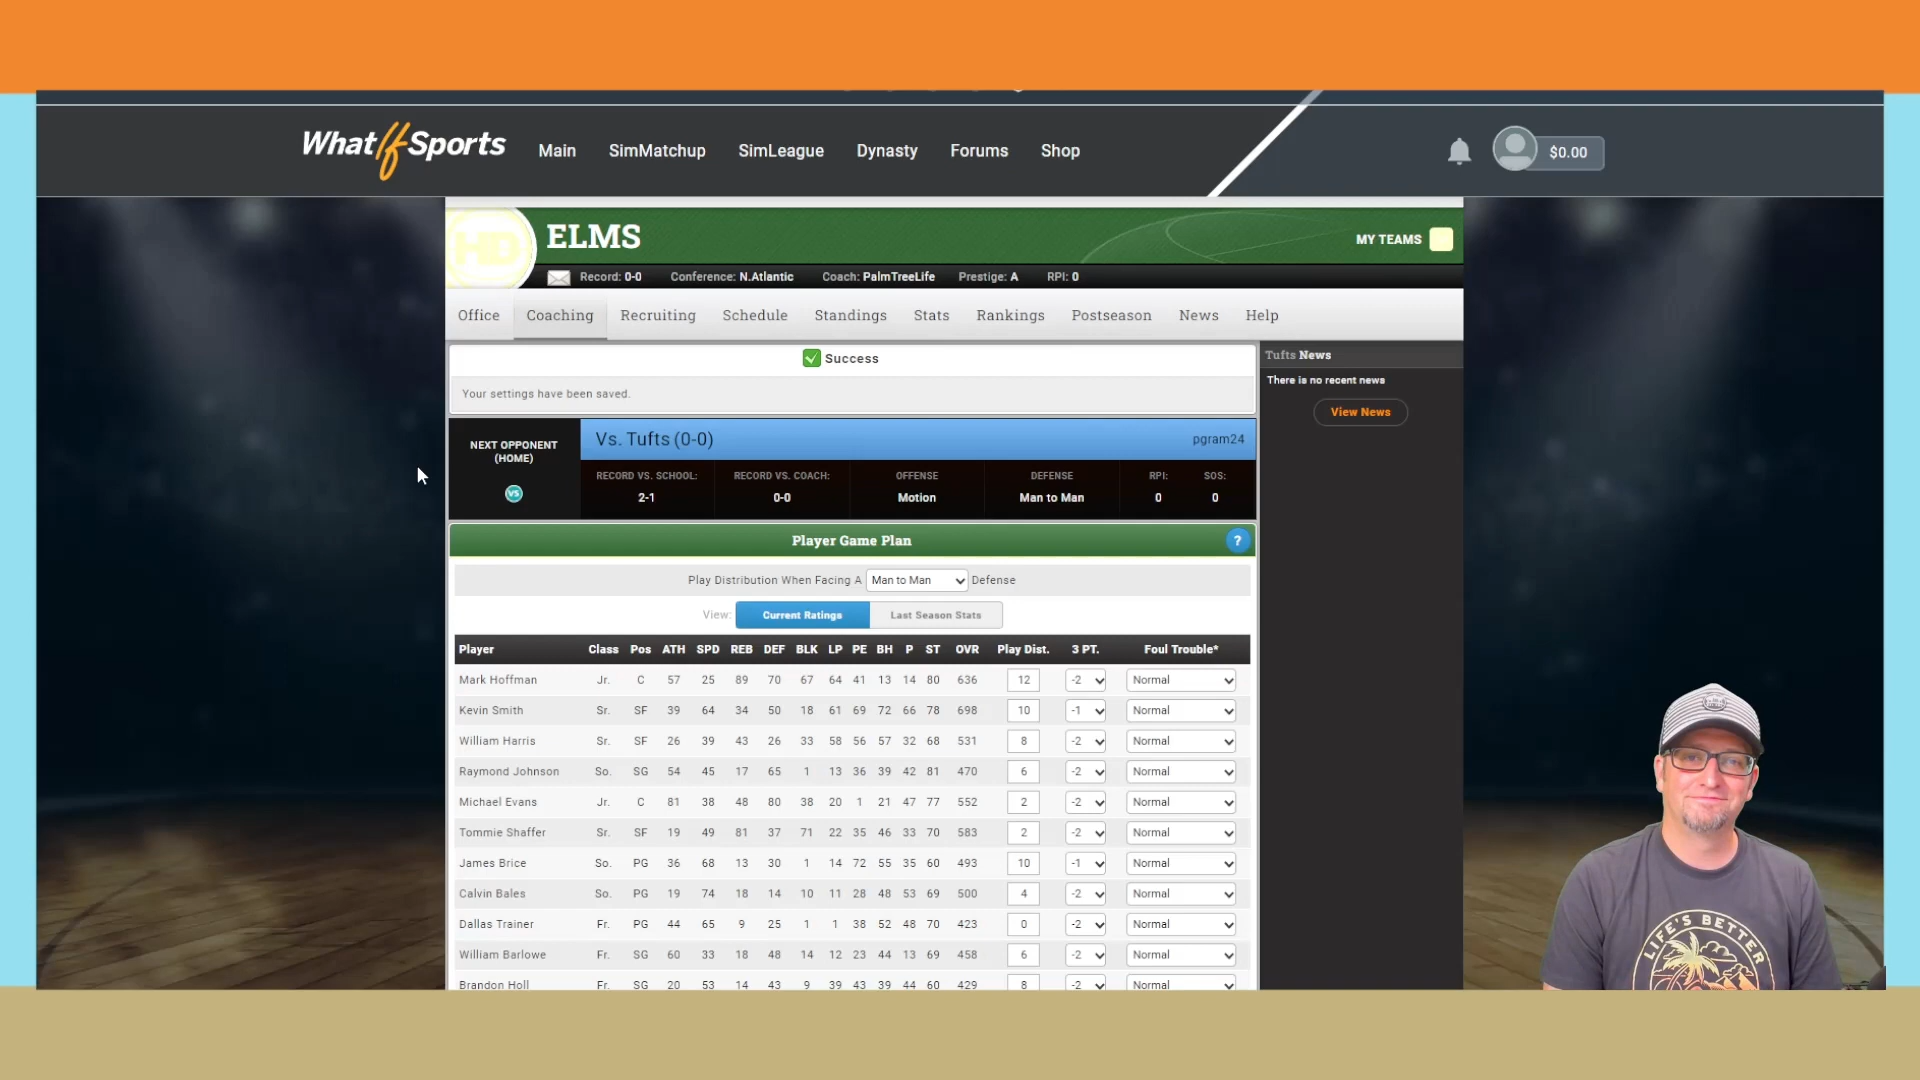 WhatIfSports Main SimMatchup SimLeague Dynasty Forums Shop $0.00
HD ELMS MY TEAMS
Record: 0-0 Conference: N.Atlantic Coach: PalmTreeLife Prestige: A RPI: 0
Office Coaching Recruiting Schedule Standings Stats Rankings Postseason News Help
Success
Your settings have been saved.
Tufts News
There is no recent news
View News
NEXT OPPONENT
(HOME)
VS
Vs. Tufts (0-0) pgram24
RECORD VS. SCHOOL: RECORD VS. COACH: OFFENSE DEFENSE RPI: SOS:
2-1 0-0 Motion Man to Man 0 0
Player Game Plan ?
Play Distribution When Facing A Man to Man Defense
View: Current Ratings Last Season Stats
Player Class Pos ATH SPD REB DEF BLK LP PE BH P ST OVR Play Dist. 3 PT. Foul Trouble*
Mark Hoffman Jr. C 57 25 89 70 67 64 41 13 14 80 636 12 -2 Normal
Kevin Smith Sr. SF 39 64 34 50 18 61 69 72 66 78 698 10 -1 Normal
William Harris Sr. SF 26 39 43 26 33 58 56 57 32 68 531 8 -2 Normal
Raymond Johnson So. SG 54 45 17 65 1 13 36 39 42 81 470 6 -2 Normal
Michael Evans Jr. C 81 38 48 80 38 20 1 21 47 77 552 2 -2 Normal
Tommie Shaffer Sr. SF 19 49 81 37 71 22 35 46 33 70 583 2 -2 Normal
James Brice So. PG 36 68 13 30 1 14 72 55 35 60 493 10 -1 Normal
Calvin Bales So. PG 19 74 18 14 10 11 28 48 53 69 500 4 -2 Normal
Dallas Trainer Fr. PG 44 65 9 25 1 1 38 52 48 70 423 0 -2 Normal
William Barlowe Fr. SG 60 33 18 48 14 12 23 44 13 69 458 6 -2 Normal
Brandon Holl Fr. SG 20 53 14 43 9 39 43 39 44 60 429 8 -2 Normal
LIFE'S BETTER